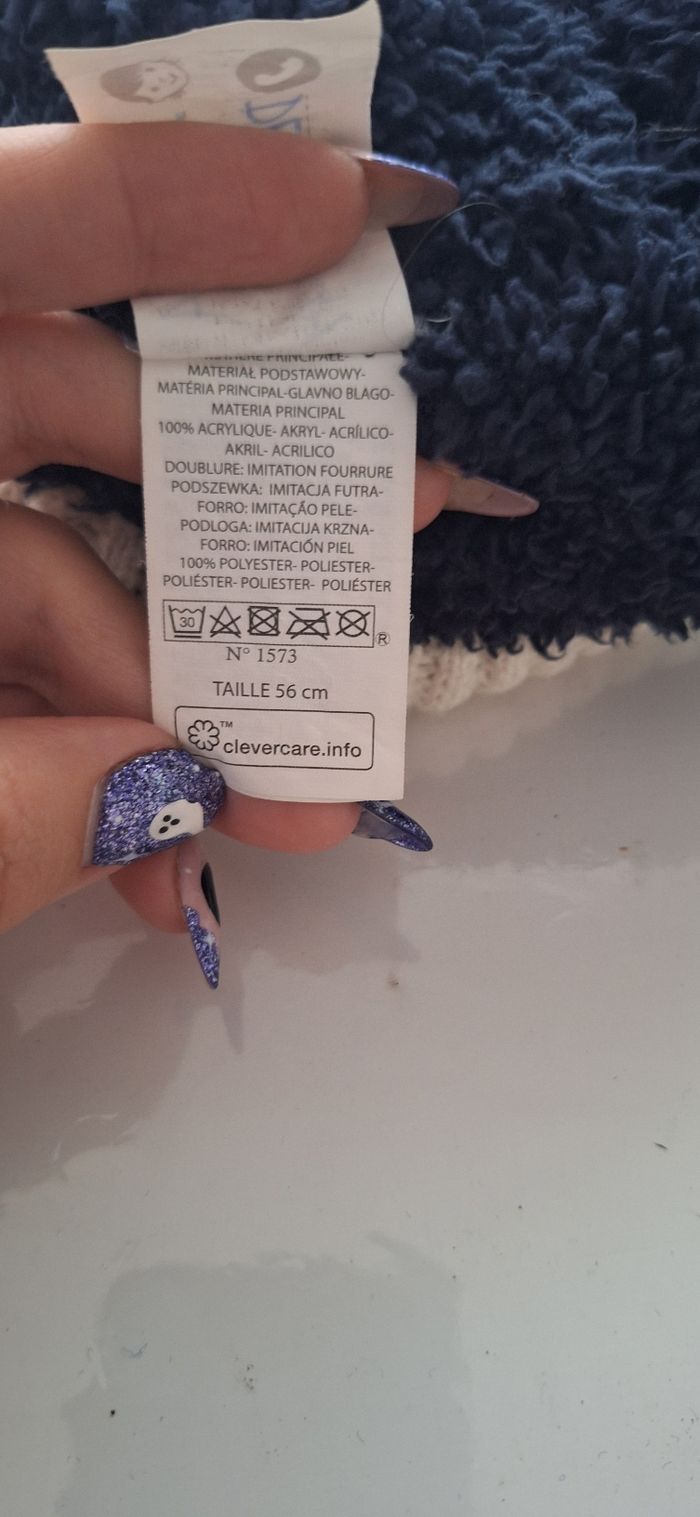 MATIÈRE PRINCIPALE-
MATERIAŁ PODSTAWOWY-
MATÉRIA PRINCIPAL-GLAVNO BLAGO-
MATERIA PRINCIPAL
100% ACRYLIQUE- AKRYL- ACRÍLICO-
AKRIL- ACRILICO
DOUBLURE: IMITATION FOURRURE
PODSZEWKA: IMITACJA FUTRA-
FORRO: IMITAÇÃO PELE-
PODLOGA: IMITACIJA KRZNA-
FORRO: IMITACIÓN PIEL
100% POLYESTER- POLIESTER-
POLIÉSTER- POLIESTER- POLIÉSTER
30
®
N° 1573
TAILLE 56 cm
™
clevercare.info